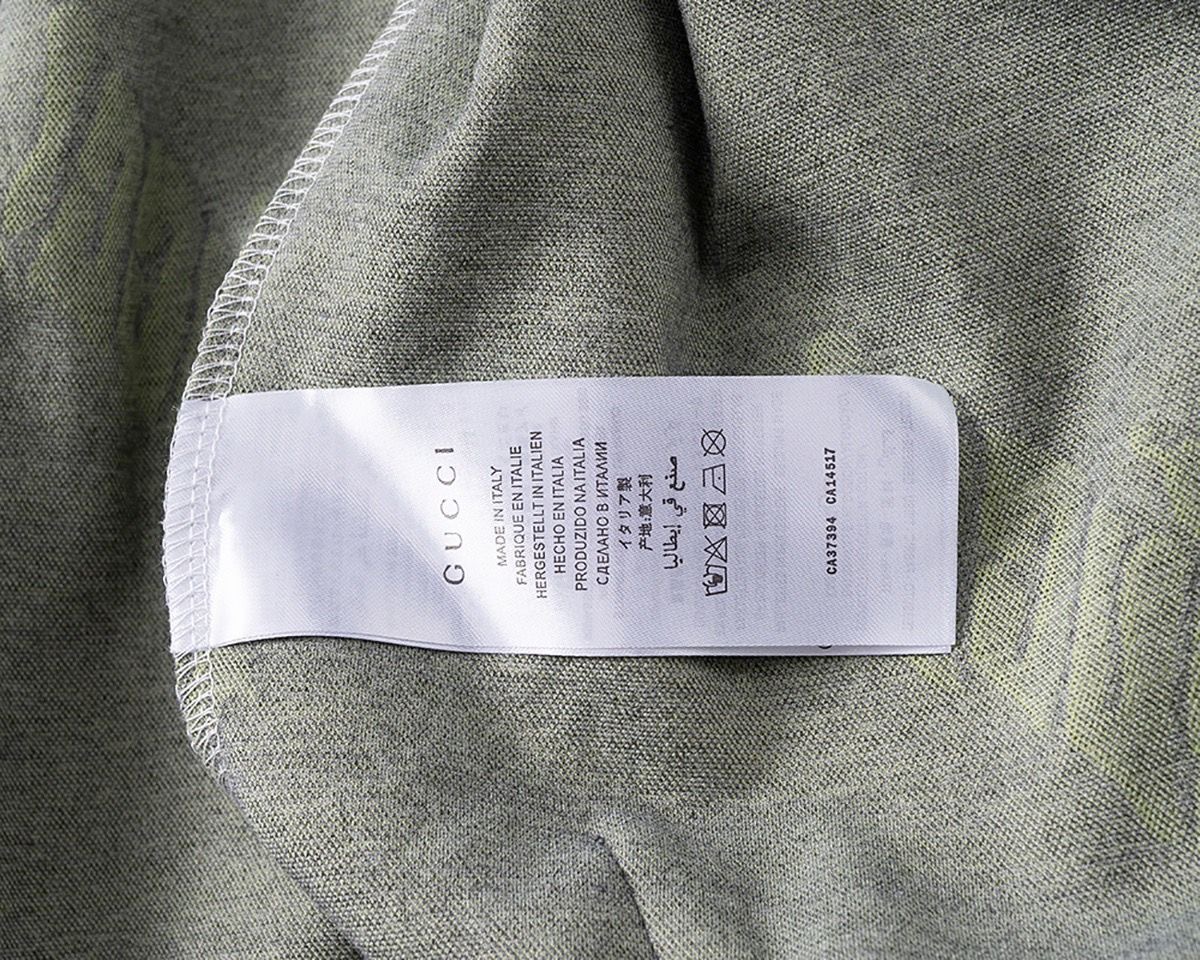 GUCCI
MADE IN ITALY
FABRIQUE EN ITALIE
HERGESTELLT IN ITALIEN
HECHO EN ITALIA
PRODUZIDO NA ITALIA
СДЕЛАНО В ИТАЛИИ
イタリア製
产地:意大利
صنع في إيطاليا
CA37394 CA14517